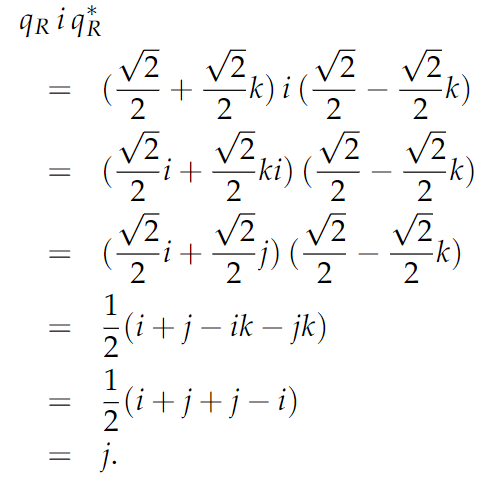 q_R i q_R^*
= (√2/2 + √2/2 k) i (√2/2 − √2/2 k)
= (√2/2 i + √2/2 ki) (√2/2 − √2/2 k)
= (√2/2 i + √2/2 j) (√2/2 − √2/2 k)
= 1/2 (i + j − ik − jk)
= 1/2 (i + j + j − i)
= j.